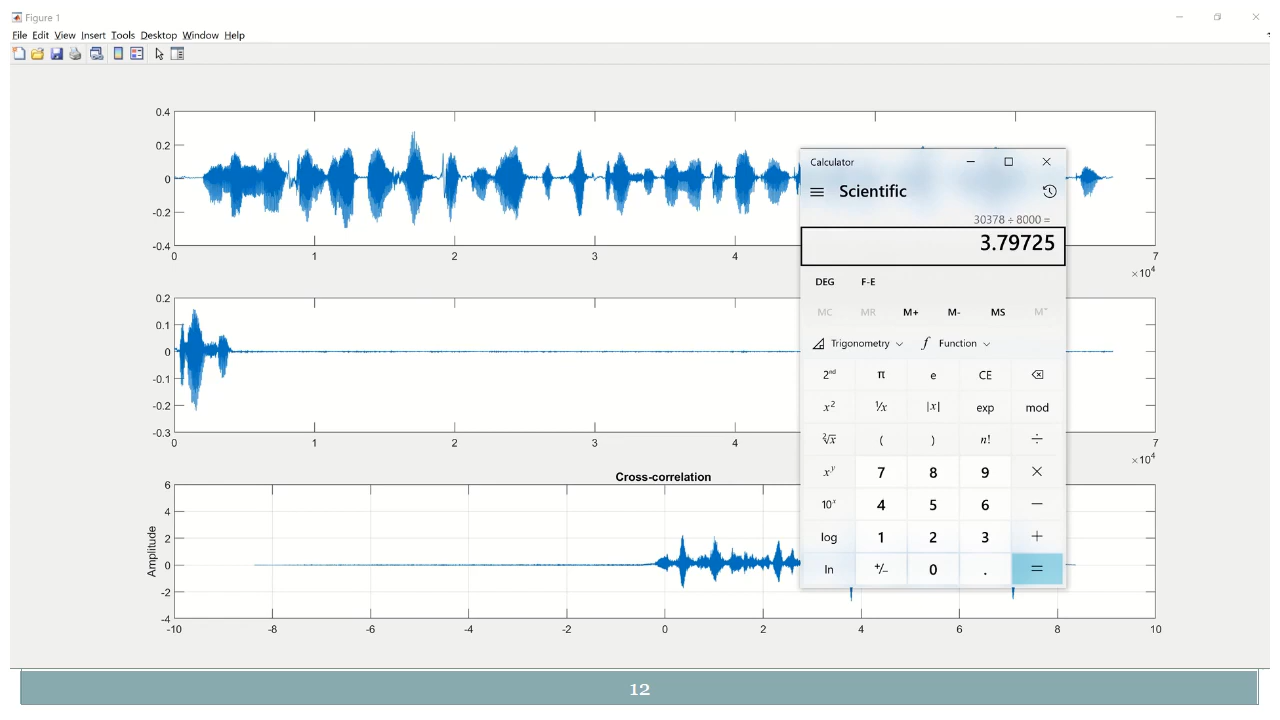 Figure 1
File Edit View Insert Tools Desktop Window Help
0.4
0.2
0
-0.2
-0.4
0 1 2 3 4 7
×10⁴
0.2
0.1
0
-0.1
-0.2
-0.3
0 1 2 3 4 7
×10⁴
Cross-correlation
Amplitude
6
4
2
0
-2
-4
-10 -8 -6 -4 -2 0 2 4 6 8 10
Calculator
Scientific
30378 ÷ 8000 =
3.79725
DEG F-E
MC MR M+ M- MS M˅
Trigonometry f Function
2ⁿᵈ π e CE
x² ¹/x |x| exp mod
²√x ( ) n! ÷
xʸ 7 8 9 ×
10ˣ 4 5 6 −
log 1 2 3 +
ln +/− 0 . =
12